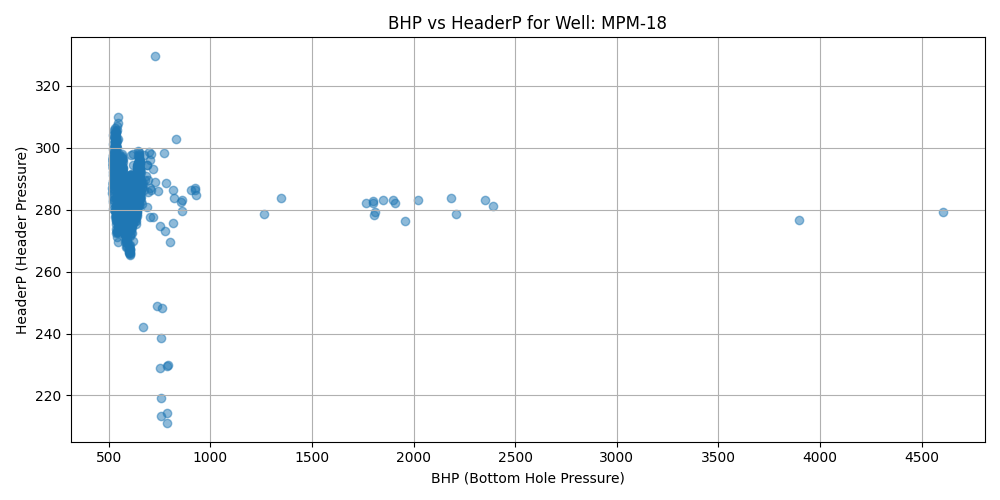 BHP vs HeaderP for Well: MPM-18
HeaderP (Header Pressure)
320
300
280
260
240
220
500 1000 1500 2000 2500 3000 3500 4000 4500
BHP (Bottom Hole Pressure)